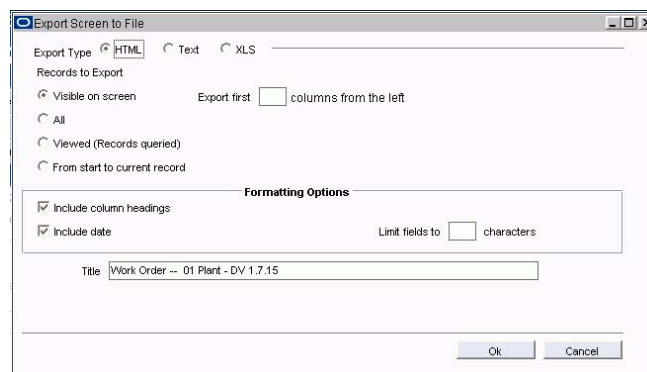 Export Screen to File
Export Type HTML Text XLS
Records to Export
Visible on screen Export first columns from the left
All
Viewed (Records queried)
From start to current record
Formatting Options
Include column headings
Include date Limit fields to characters
Title Work Order -- 01 Plant - DV 1.7.15
Ok Cancel